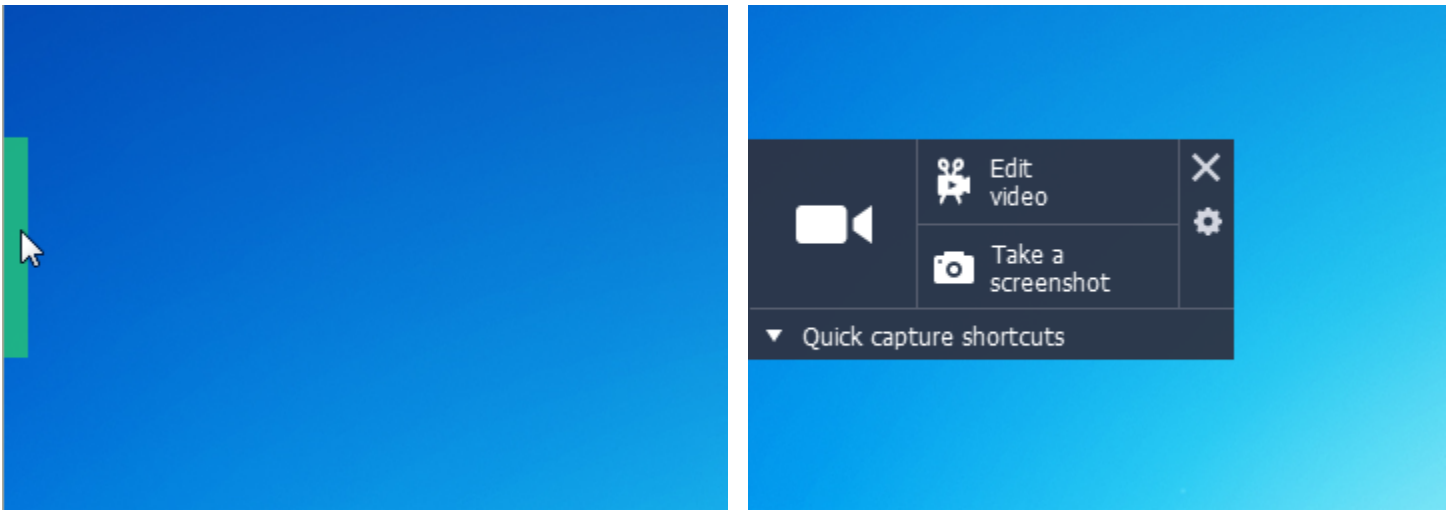 Edit
video
Take a
screenshot
Quick capture shortcuts